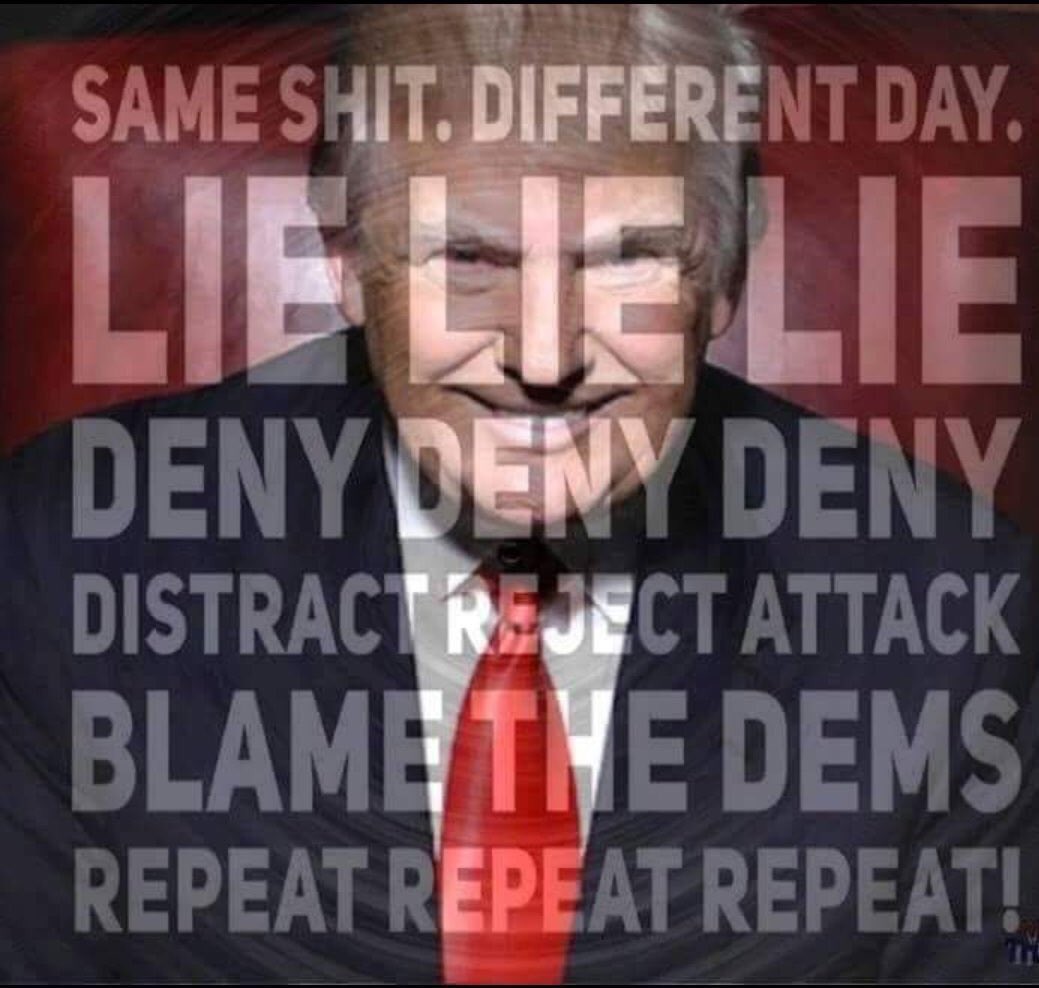 SAME SHIT. DIFFERENT DAY.
LIE LIE LIE
DENY DENY DENY
DISTRACT REJECT ATTACK
BLAME THE DEMS
REPEAT REPEAT REPEAT!